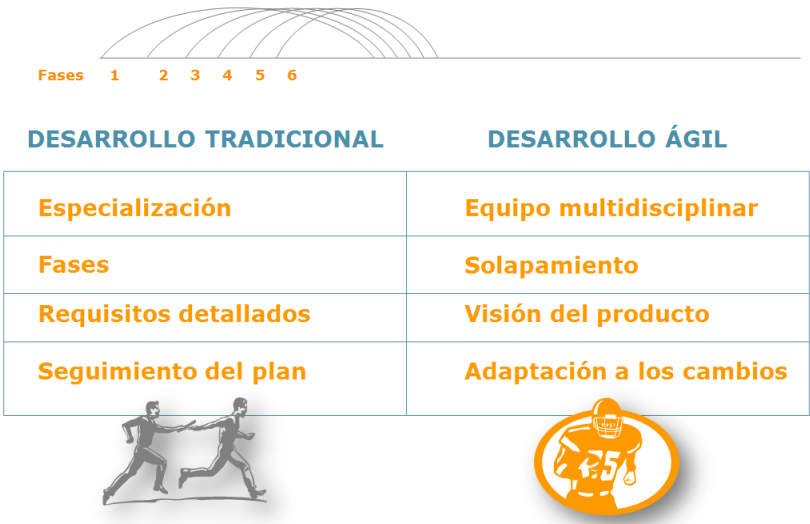 Fases 1 2 3 4 5 6
DESARROLLO TRADICIONAL DESARROLLO ÁGIL
Especialización Equipo multidisciplinar
Fases Solapamiento
Requisitos detallados Visión del producto
Seguimiento del plan Adaptación a los cambios
25